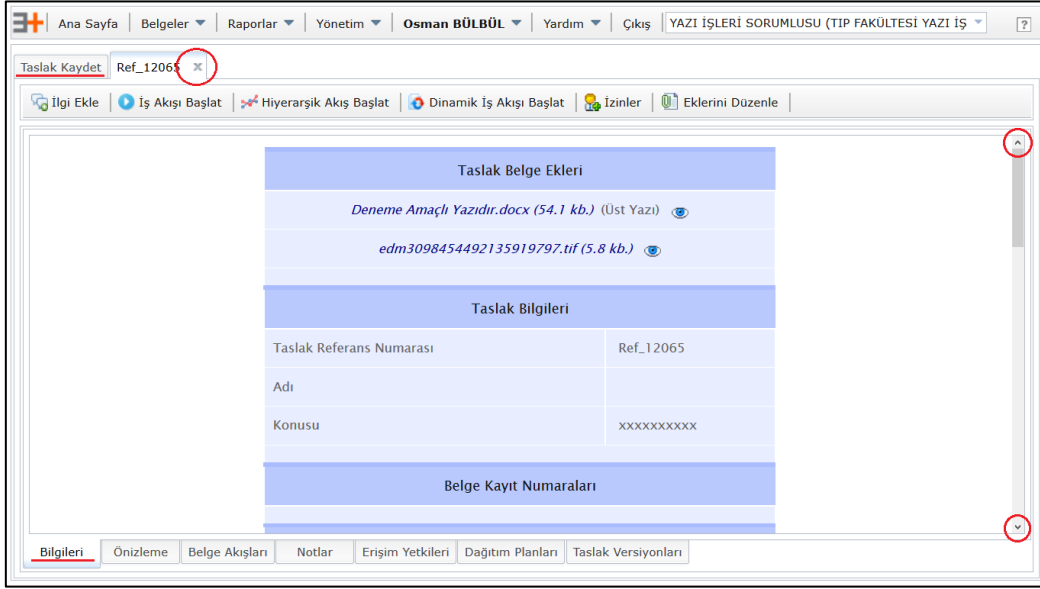 Ana Sayfa Belgeler Raporlar Yönetim Osman BÜLBÜL Yardım Çıkış YAZI İŞLERİ SORUMLUSU (TIP FAKÜLTESİ YAZI İŞ ?
Taslak Kaydet Ref_12065 x
İlgi Ekle İş Akışı Başlat Hiyerarşik Akış Başlat Dinamik İş Akışı Başlat İzinler Eklerini Düzenle
Taslak Belge Ekleri
Deneme Amaçlı Yazıdır.docx (54.1 kb.) (Üst Yazı)
edm3098454492135919797.tif (5.8 kb.)
Taslak Bilgileri
Taslak Referans Numarası Ref_12065
Adı
Konusu xxxxxxxxxx
Belge Kayıt Numaraları
Bilgileri Önizleme Belge Akışları Notlar Erişim Yetkileri Dağıtım Planları Taslak Versiyonları